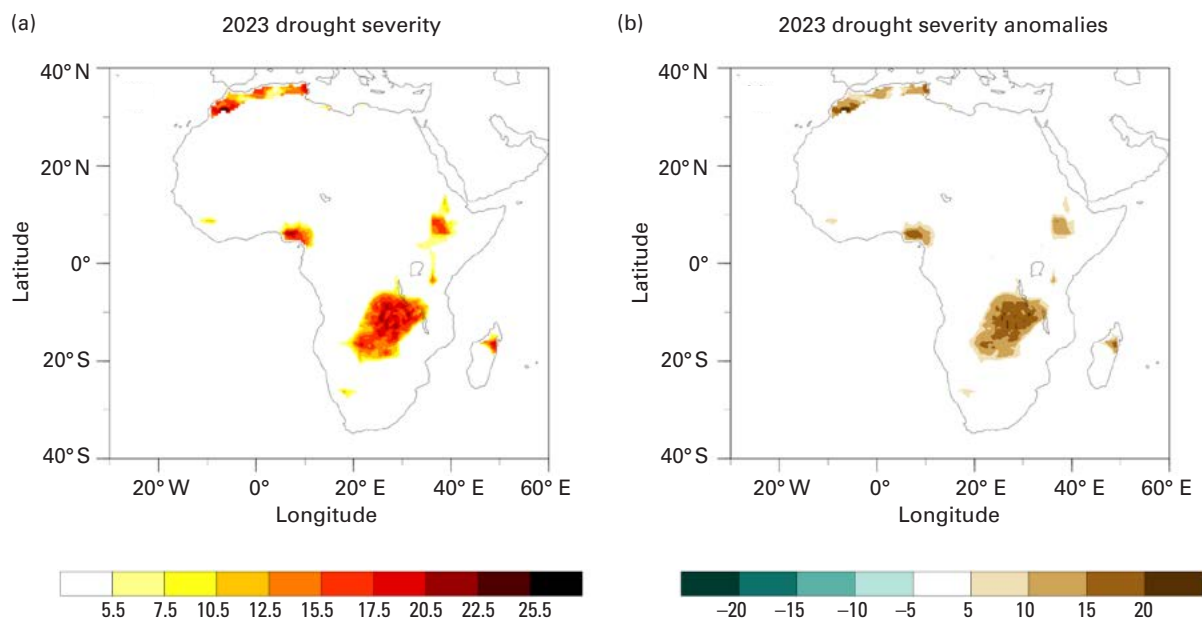 (a) 2023 drought severity
40° N
20° N
0°
20° S
40° S
Latitude
20° W 0° 20° E 40° E 60° E
Longitude
5.5 7.5 10.5 12.5 15.5 17.5 20.5 22.5 25.5
(b) 2023 drought severity anomalies
40° N
20° N
0°
20° S
40° S
Latitude
20° W 0° 20° E 40° E 60° E
Longitude
−20 −15 −10 −5 5 10 15 20